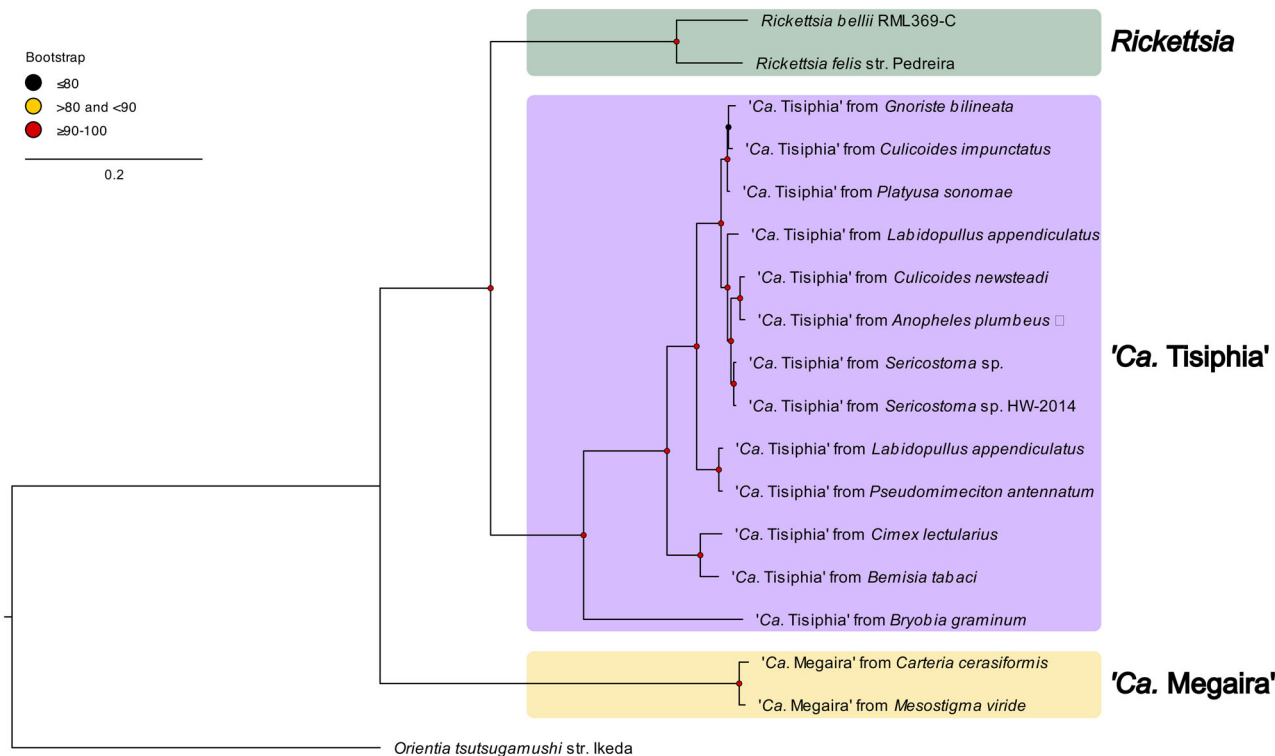 Bootstrap
≤80
>80 and <90
≥90-100
0.2
Rickettsia bellii RML369-C
Rickettsia felis str. Pedreira
Rickettsia
'Ca. Tisiphia' from Gnoriste bilineata
'Ca. Tisiphia' from Culicoides impunctatus
'Ca. Tisiphia' from Platyusa sonomae
'Ca. Tisiphia' from Labidopullus appendiculatus
'Ca. Tisiphia' from Culicoides newsteadi
'Ca. Tisiphia' from Anopheles plumbeus □
'Ca. Tisiphia' from Sericostoma sp.
'Ca. Tisiphia' from Sericostoma sp. HW-2014
'Ca. Tisiphia' from Labidopullus appendiculatus
'Ca. Tisiphia' from Pseudomimeciton antennatum
'Ca. Tisiphia' from Cimex lectularius
'Ca. Tisiphia' from Bemisia tabaci
'Ca. Tisiphia' from Bryobia graminum
'Ca. Tisiphia'
'Ca. Megaira' from Carteria cerasiformis
'Ca. Megaira' from Mesostigma viride
'Ca. Megaira'
Orientia tsutsugamushi str. Ikeda